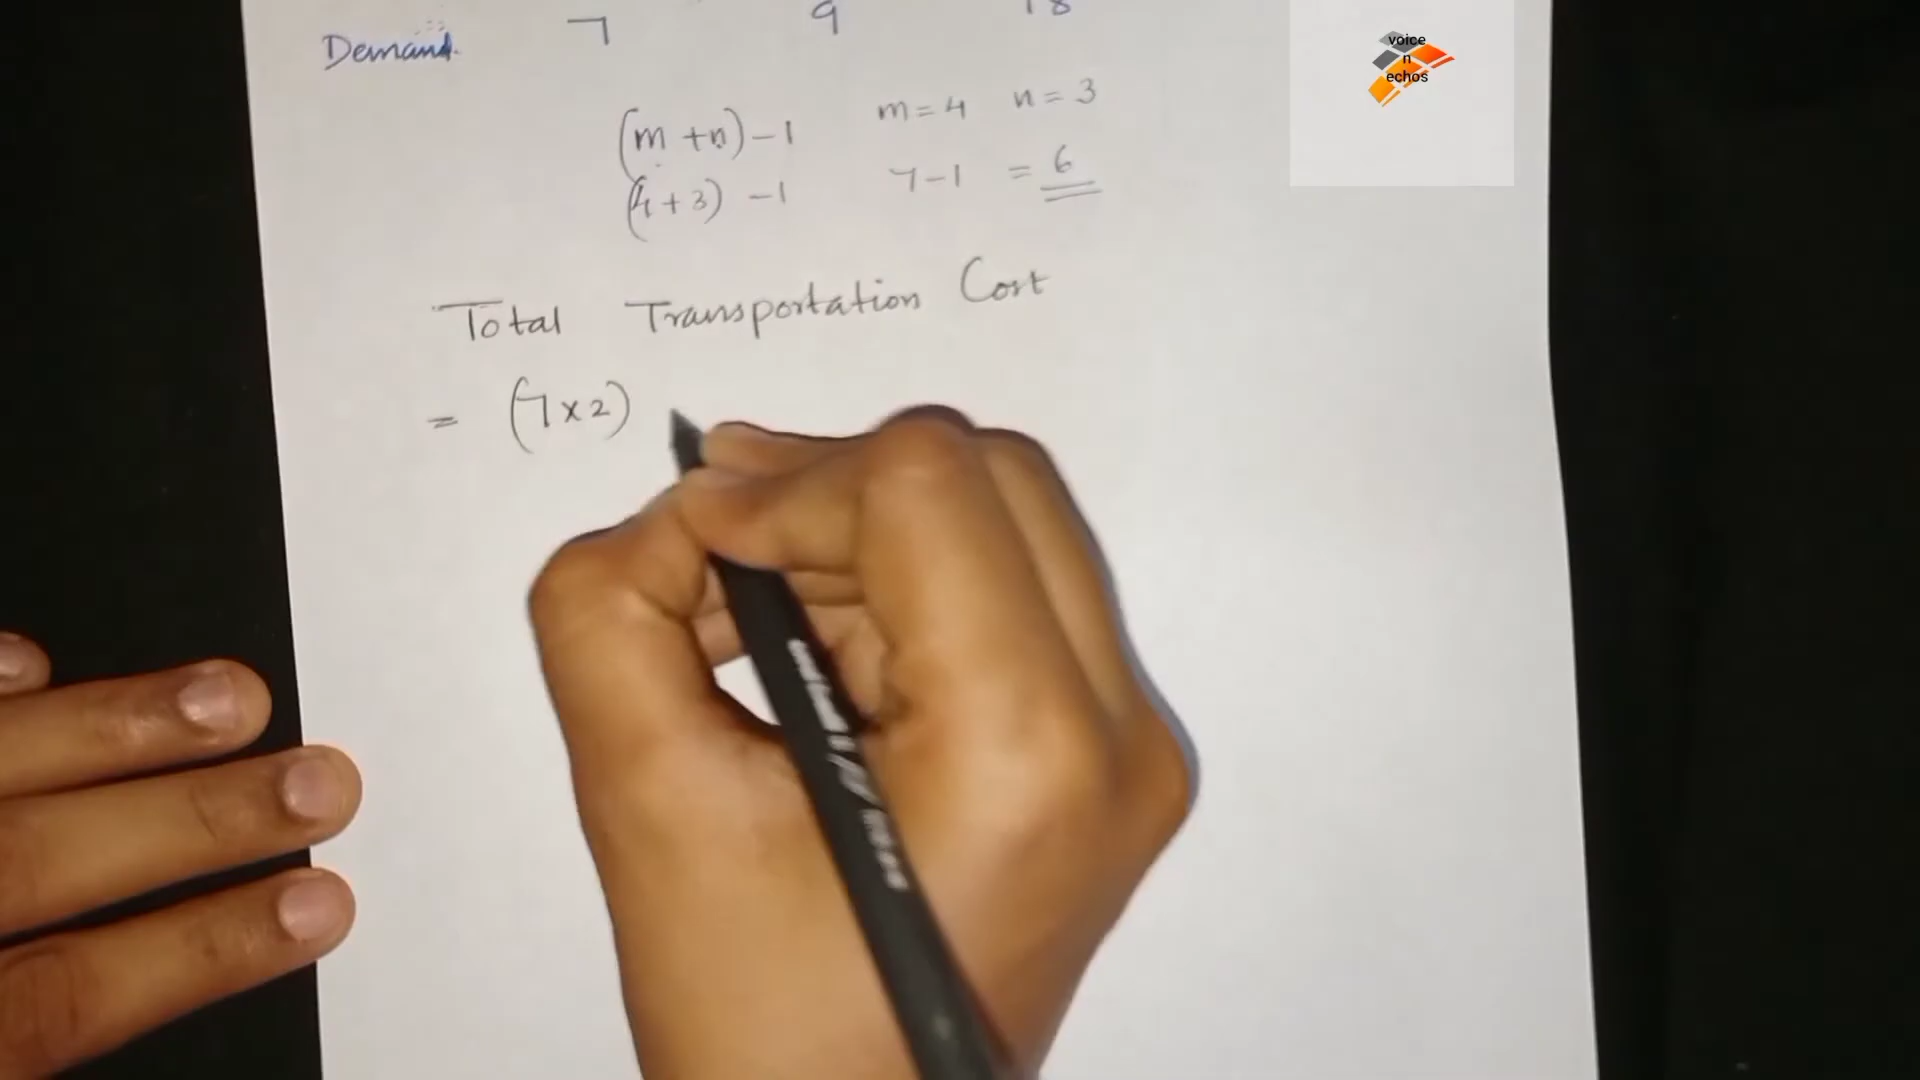 Demand 7 9 18
(m+n)-1 m=4 n=3
(4+3)-1 7-1 = 6
Total Transportation Cost
= (7x2)
voice
n
echos